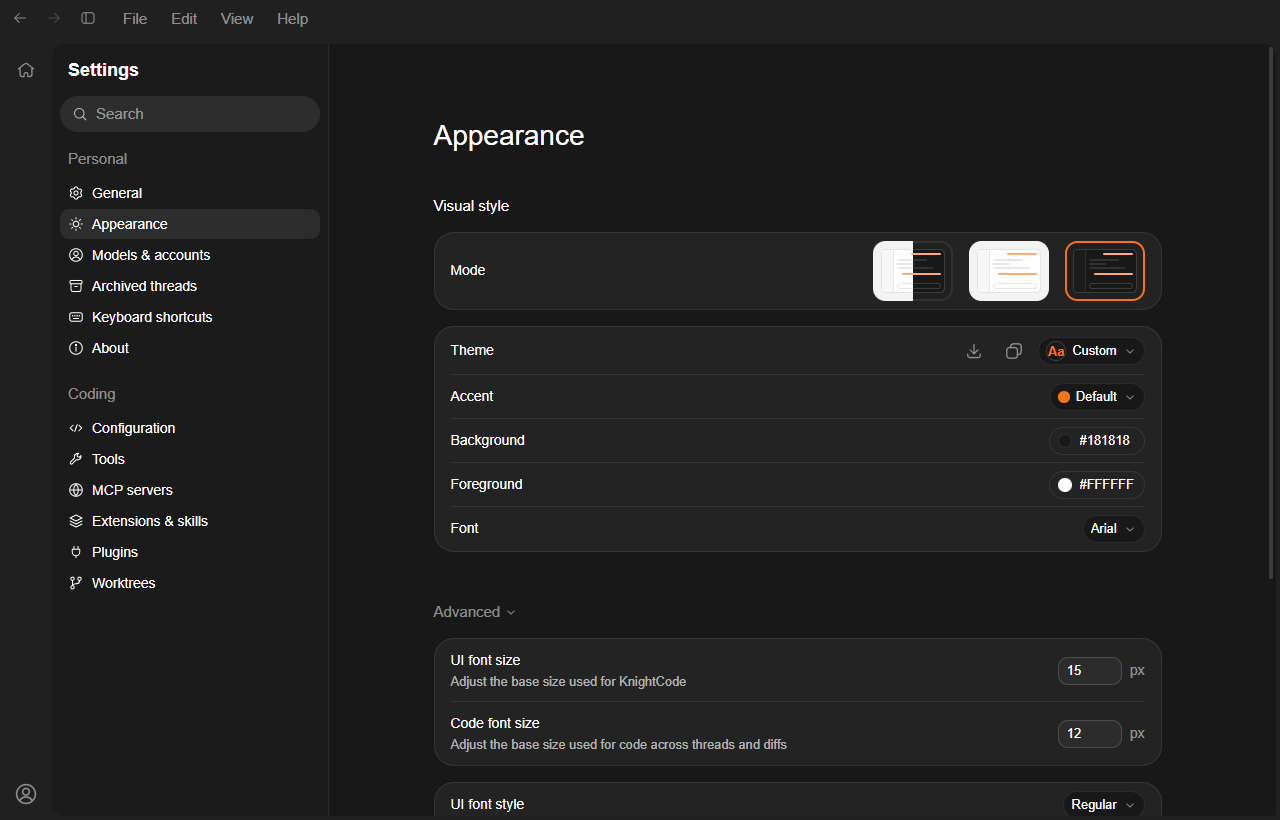 File Edit View Help
Settings
Search
Personal
General
Appearance
Models & accounts
Archived threads
Keyboard shortcuts
About
Coding
Configuration
Tools
MCP servers
Extensions & skills
Plugins
Worktrees
Appearance
Visual style
Mode
Theme
Aa Custom
Accent
Default
Background
#181818
Foreground
#FFFFFF
Font
Arial
Advanced
UI font size
Adjust the base size used for KnightCode
15 px
Code font size
Adjust the base size used for code across threads and diffs
12 px
UI font style
Regular